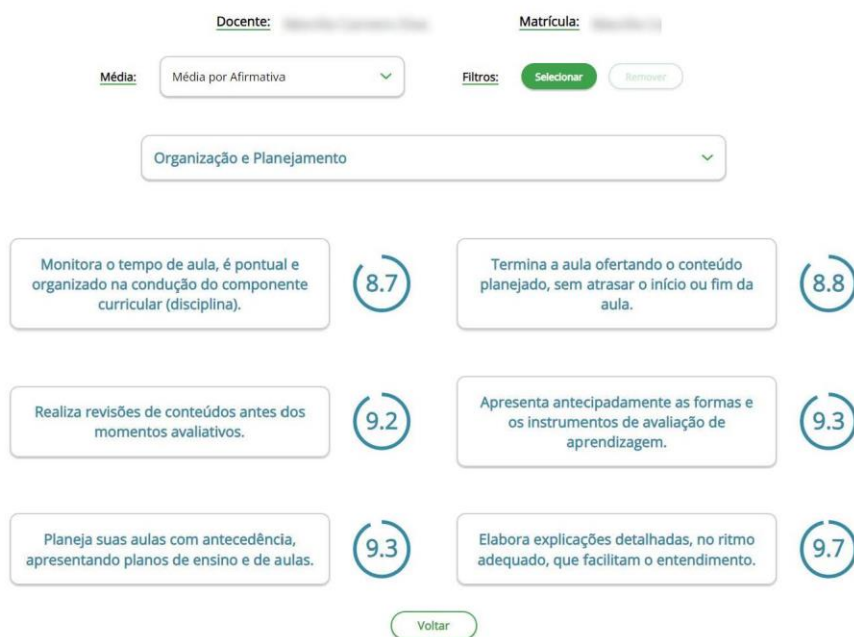 Docente:
Matrícula:
Média:
Média por Afirmativa
Filtros:
Selecionar
Remover
Organização e Planejamento
Monitora o tempo de aula, é pontual e
organizado na condução do componente
curricular (disciplina).
8.7
Termina a aula ofertando o conteúdo
planejado, sem atrasar o início ou fim da
aula.
8.8
Realiza revisões de conteúdos antes dos
momentos avaliativos.
9.2
Apresenta antecipadamente as formas e
os instrumentos de avaliação de
aprendizagem.
9.3
Planeja suas aulas com antecedência,
apresentando planos de ensino e de aulas.
9.3
Elabora explicações detalhadas, no ritmo
adequado, que facilitam o entendimento.
9.7
Voltar